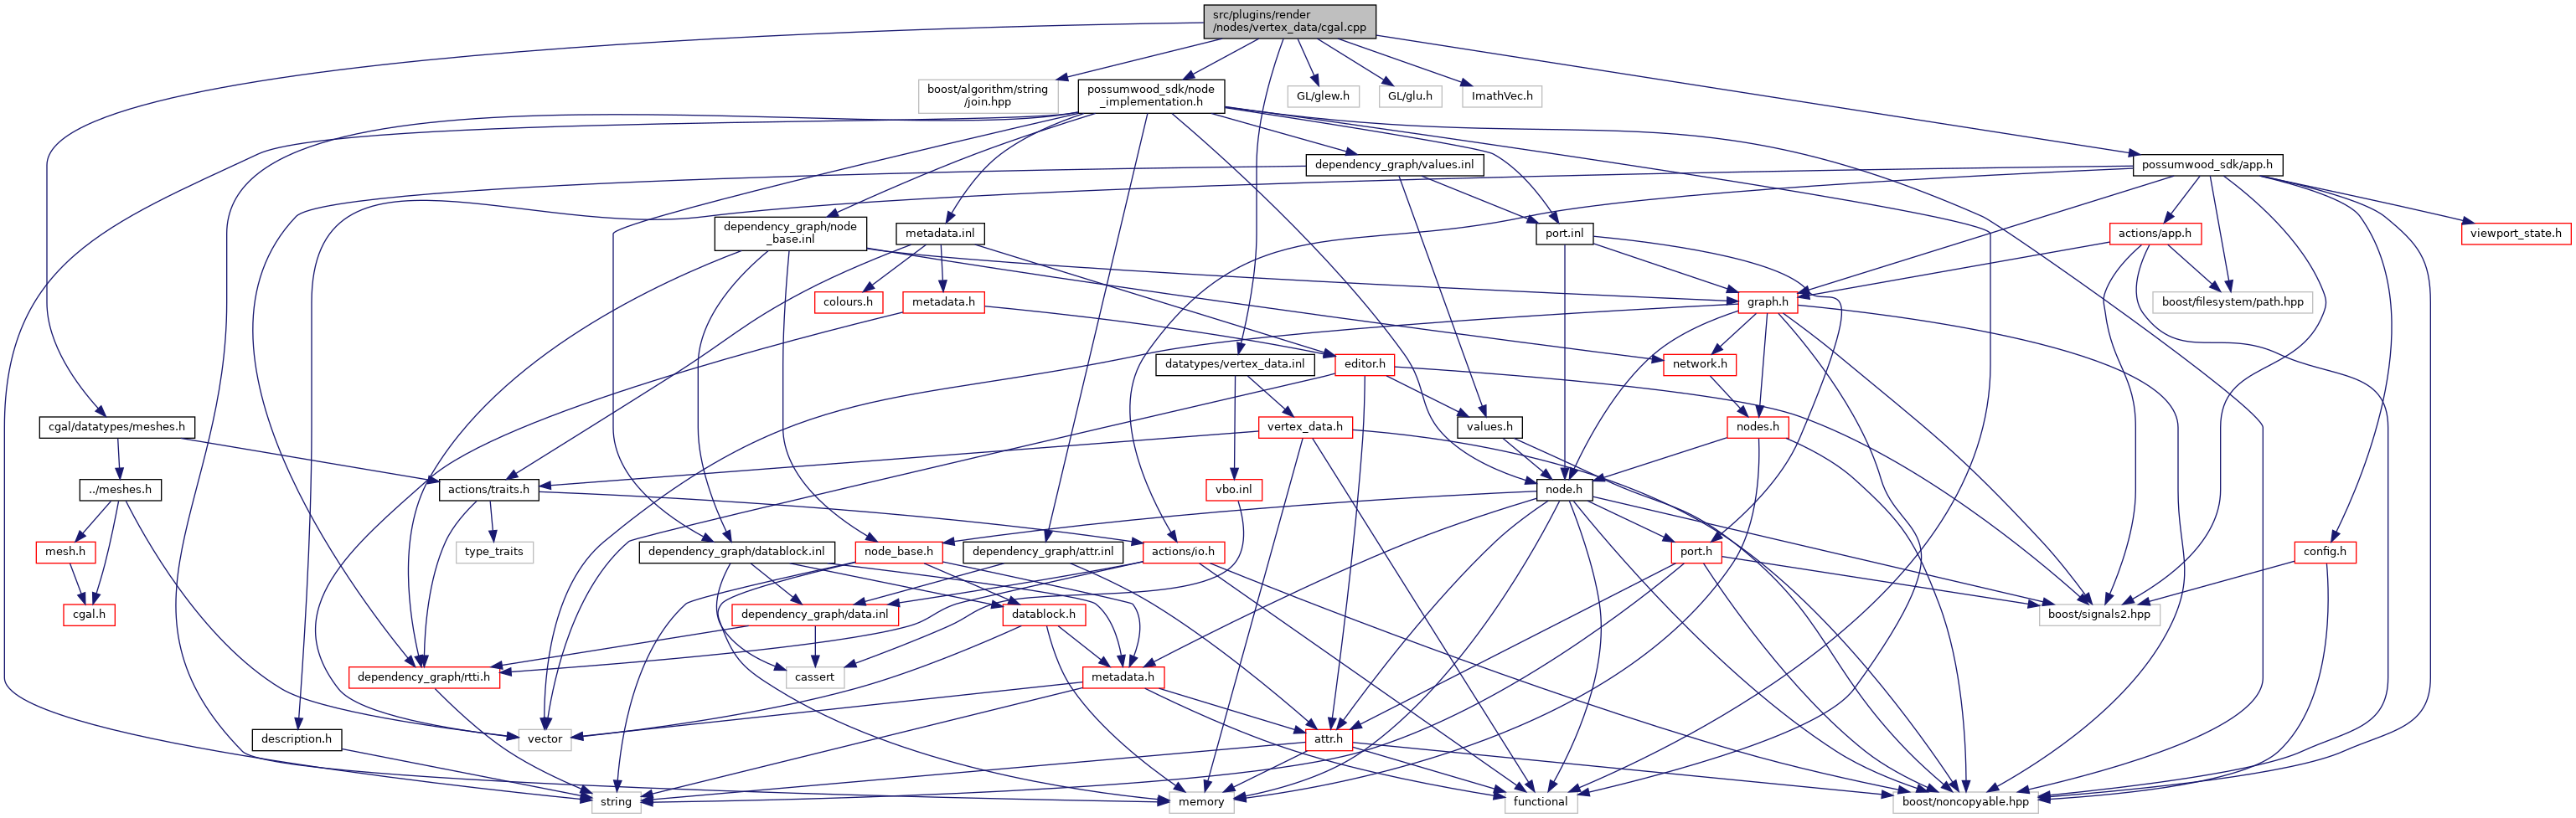 src/plugins/render
/nodes/vertex_data/cgal.cpp
boost/algorithm/string
/join.hpp
possumwood_sdk/node
_implementation.h
GL/glew.h
GL/glu.h
ImathVec.h
dependency_graph/values.inl
possumwood_sdk/app.h
dependency_graph/node
_base.inl
metadata.inl
port.inl
actions/app.h
viewport_state.h
colours.h
metadata.h
graph.h
boost/filesystem/path.hpp
datatypes/vertex_data.inl
editor.h
network.h
cgal/datatypes/meshes.h
vertex_data.h
values.h
nodes.h
../meshes.h
actions/traits.h
vbo.inl
node.h
mesh.h
type_traits
dependency_graph/datablock.inl
node_base.h
dependency_graph/attr.inl
actions/io.h
port.h
config.h
cgal.h
dependency_graph/data.inl
datablock.h
boost/signals2.hpp
dependency_graph/rtti.h
cassert
metadata.h
description.h
vector
attr.h
string
memory
functional
boost/noncopyable.hpp